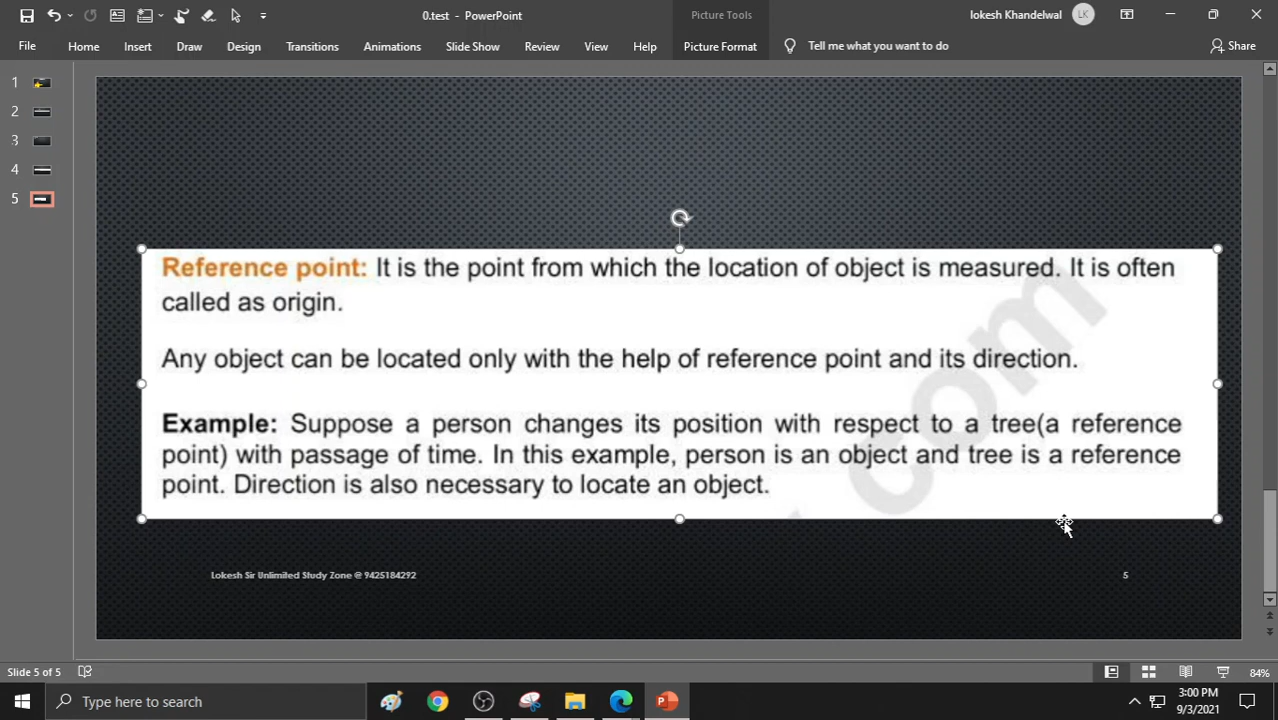 0.test - PowerPoint
Picture Tools
lokesh Khandelwal
LK
File
Home
Insert
Draw
Design
Transitions
Animations
Slide Show
Review
View
Help
Picture Format
Tell me what you want to do
Share
1
2
3
4
5
Reference point: It is the point from which the location of object is measured. It is often
called as origin.
Any object can be located only with the help of reference point and its direction.
Example: Suppose a person changes its position with respect to a tree(a reference
point) with passage of time. In this example, person is an object and tree is a reference
point. Direction is also necessary to locate an object.
com
Lokesh Sir Unlimited Study Zone @ 9425184292
5
Slide 5 of 5
84%
Type here to search
3:00 PM
9/3/2021